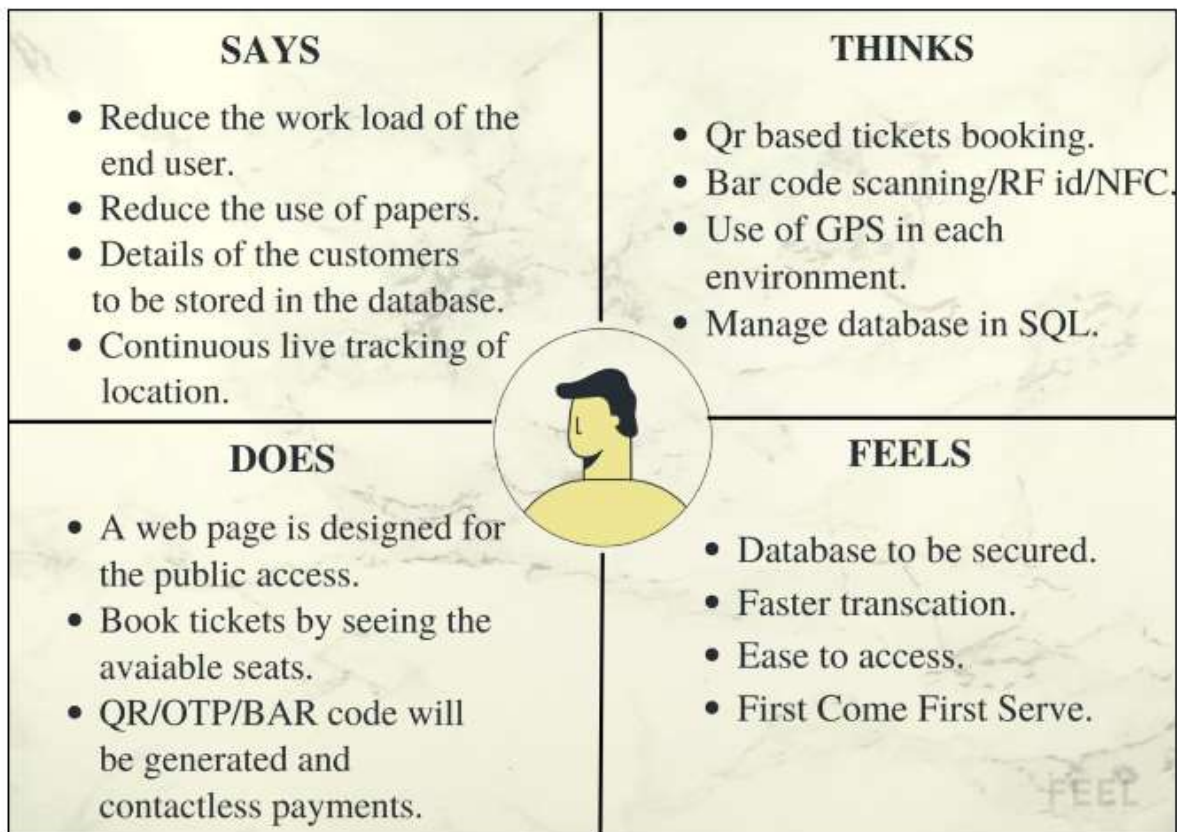 SAYS
• Reduce the work load of the
end user.
• Reduce the use of papers.
• Details of the customers
to be stored in the database.
• Continuous live tracking of
location.
THINKS
• Qr based tickets booking.
• Bar code scanning/RF id/NFC.
• Use of GPS in each
environment.
• Manage database in SQL.
DOES
• A web page is designed for
the public access.
• Book tickets by seeing the
avaiable seats.
• QR/OTP/BAR code will
be generated and
contactless payments.
FEELS
• Database to be secured.
• Faster transcation.
• Ease to access.
• First Come First Serve.
FEEL